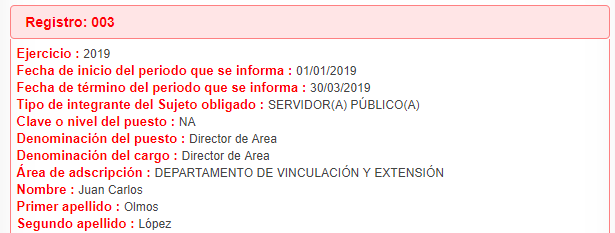 Registro: 003
Ejercicio : 2019
Fecha de inicio del periodo que se informa : 01/01/2019
Fecha de término del periodo que se informa : 30/03/2019
Tipo de integrante del Sujeto obligado : SERVIDOR(A) PÚBLICO(A)
Clave o nivel del puesto : NA
Denominación del puesto : Director de Area
Denominación del cargo : Director de Area
Área de adscripción : DEPARTAMENTO DE VINCULACIÓN Y EXTENSIÓN
Nombre : Juan Carlos
Primer apellido : Olmos
Segundo apellido : López